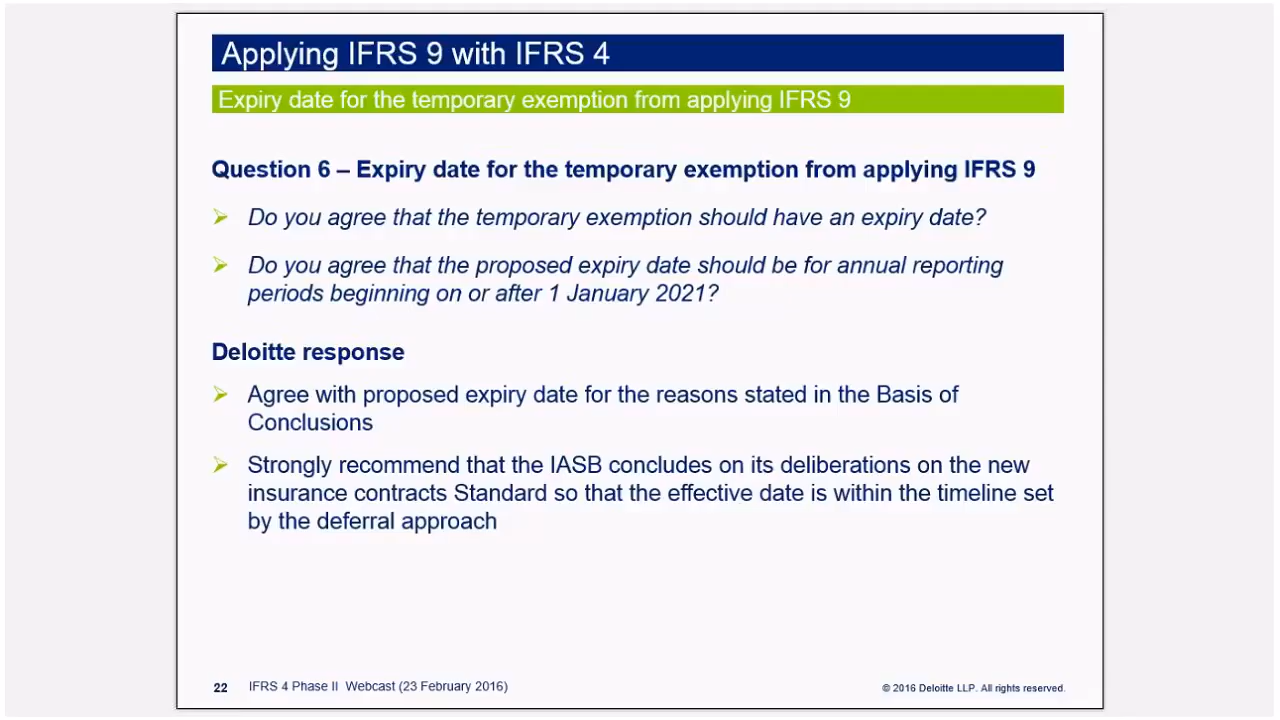 Applying IFRS 9 with IFRS 4
Expiry date for the temporary exemption from applying IFRS 9
Question 6 – Expiry date for the temporary exemption from applying IFRS 9
➢ Do you agree that the temporary exemption should have an expiry date?
➢ Do you agree that the proposed expiry date should be for annual reporting
periods beginning on or after 1 January 2021?
Deloitte response
➢ Agree with proposed expiry date for the reasons stated in the Basis of
Conclusions
➢ Strongly recommend that the IASB concludes on its deliberations on the new
insurance contracts Standard so that the effective date is within the timeline set
by the deferral approach
22 IFRS 4 Phase II Webcast (23 February 2016) © 2016 Deloitte LLP. All rights reserved.